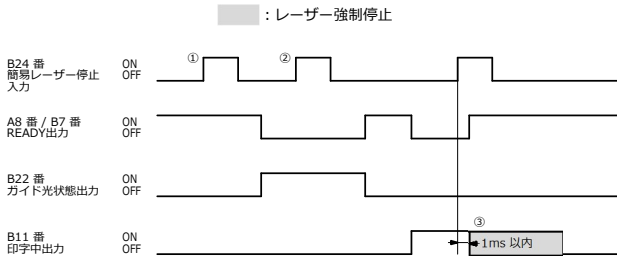 ：レーザー強制停止
① ②
B24 番 ON
簡易レーザー停止 OFF
入力
A8 番 / B7 番 ON
READY出力 OFF
B22 番 ON
ガイド光状態出力 OFF
③
B11 番 ON
印字中出力 OFF
1ms 以内